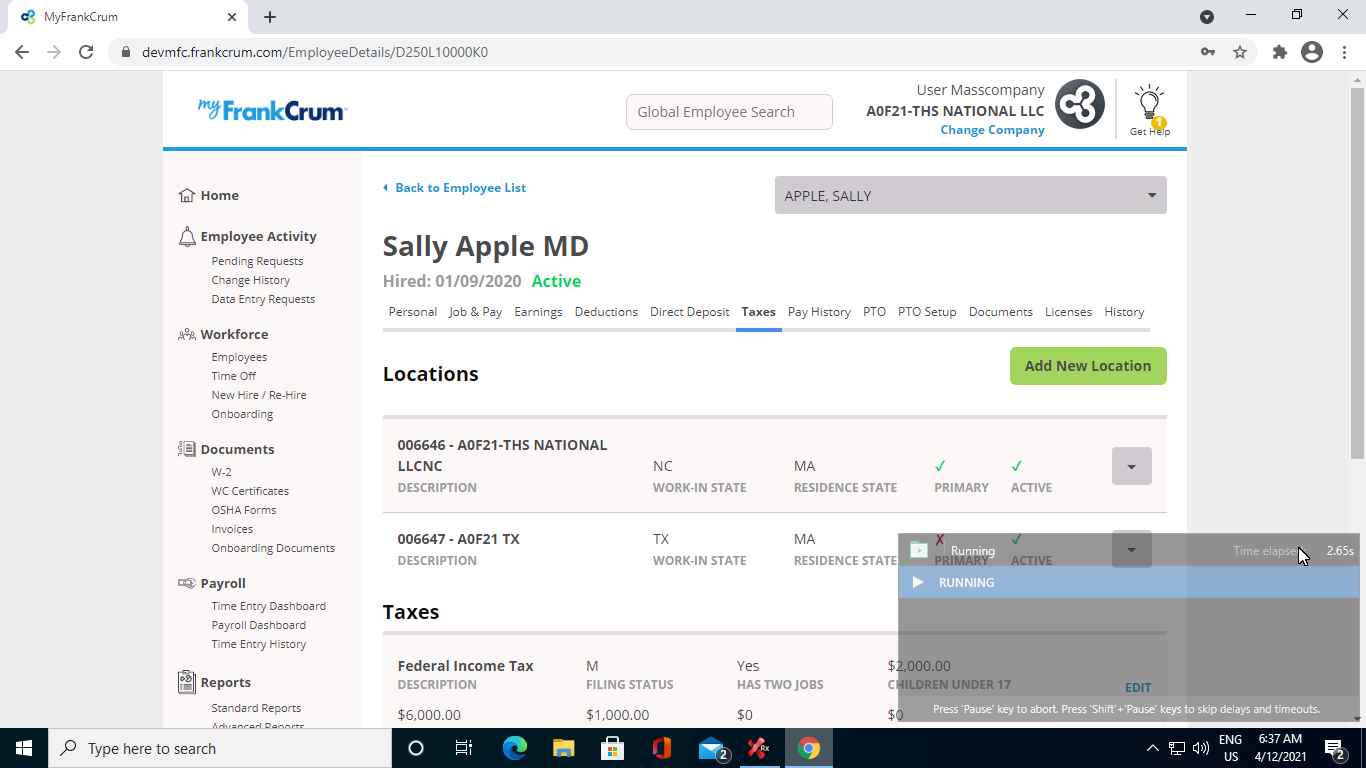 MyFrankCrum
devmfc.frankcrum.com/EmployeeDetails/D250L10000K0
myFrankCrum
Global Employee Search
User Masscompany
A0F21-THS NATIONAL LLC
Change Company
1
Get Help
Home
Employee Activity
Pending Requests
Change History
Data Entry Requests
Workforce
Employees
Time Off
New Hire / Re-Hire
Onboarding
Documents
W-2
WC Certificates
OSHA Forms
Invoices
Onboarding Documents
Payroll
Time Entry Dashboard
Payroll Dashboard
Time Entry History
Reports
Standard Reports
Advanced Reports
Back to Employee List
APPLE, SALLY
Sally Apple MD
Hired: 01/09/2020 Active
Personal Job & Pay Earnings Deductions Direct Deposit Taxes Pay History PTO PTO Setup Documents Licenses History
Locations
Add New Location
006646 - A0F21-THS NATIONAL
LLCNC NC MA ✓ ✓
DESCRIPTION WORK-IN STATE RESIDENCE STATE PRIMARY ACTIVE
006647 - A0F21 TX TX MA ✗ ✓
DESCRIPTION WORK-IN STATE RESIDENCE STATE PRIMARY ACTIVE
Running Time elapsed 2.65s
RUNNING
Taxes
Federal Income Tax M Yes $2,000.00
DESCRIPTION FILING STATUS HAS TWO JOBS CHILDREN UNDER 17
EDIT
$6,000.00 $1,000.00 $0 $0
Press 'Pause' key to abort. Press 'Shift'+'Pause' keys to skip delays and timeouts.
Type here to search
2
Rx
ENG
US
6:37 AM
4/12/2021
2